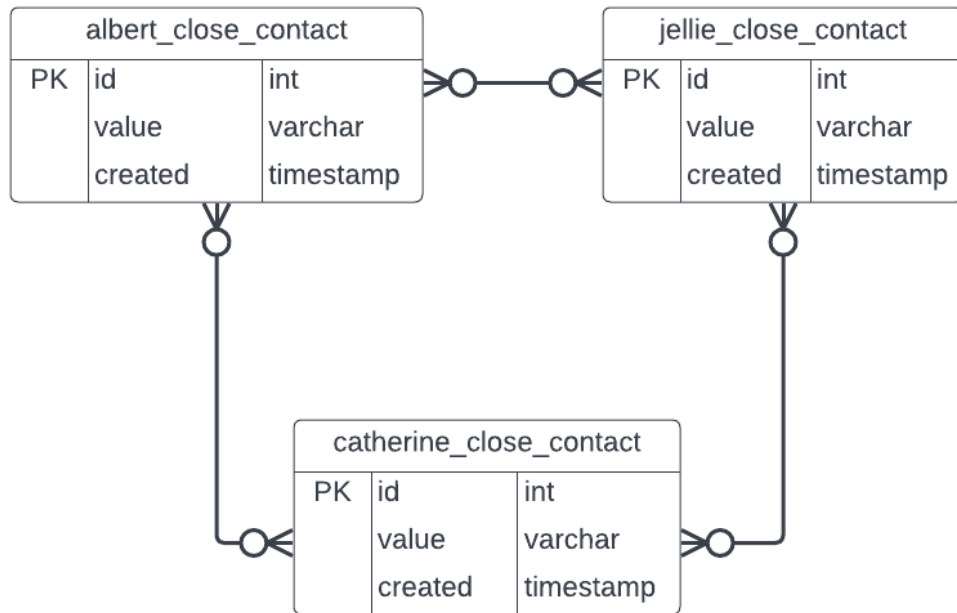 albert_close_contact
PK id int
value varchar
created timestamp
jellie_close_contact
PK id int
value varchar
created timestamp
catherine_close_contact
PK id int
value varchar
created timestamp